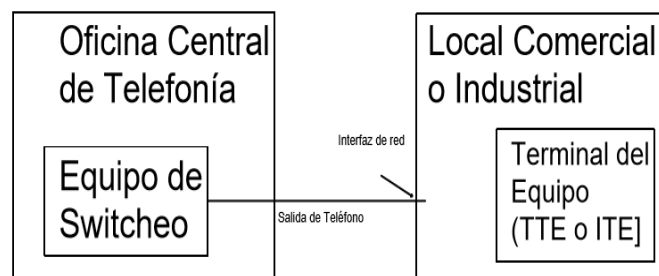 Oficina Central
de Telefonía
Equipo de
Switcheo
Interfaz de red
Salida de Teléfono
Local Comercial
o Industrial
Terminal del
Equipo
(TTE o ITE]